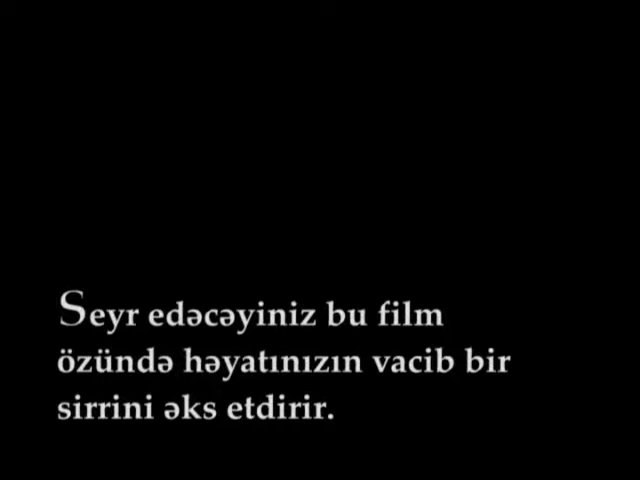 Seyr edəcəyiniz bu film
özündə həyatınızın vacib bir
sirrini əks etdirir.